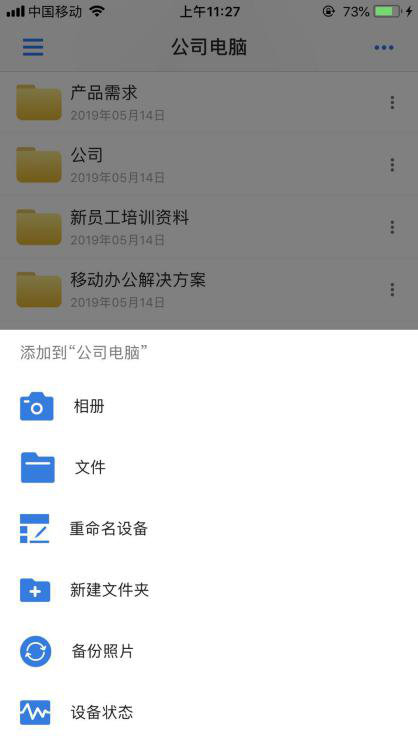 中国移动
上午11:27
73%
公司电脑
产品需求
2019年05月14日
公司
2019年05月14日
新员工培训资料
2019年05月14日
移动办公解决方案
2019年05月14日
添加到“公司电脑”
相册
文件
重命名设备
新建文件夹
备份照片
设备状态